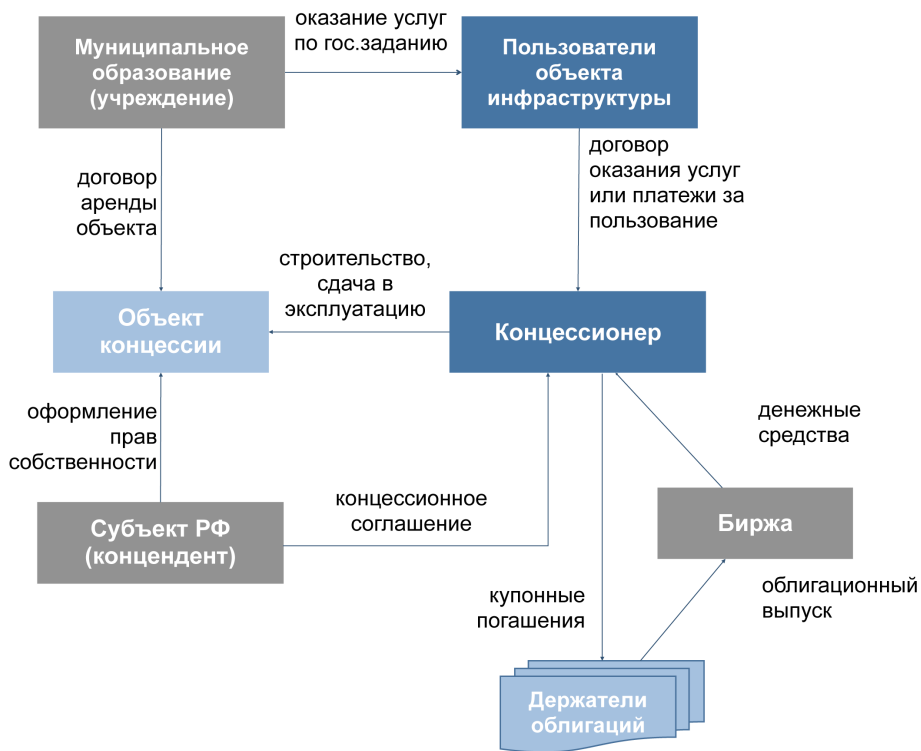 оказание услуг
по гос.заданию
Муниципальное
образование
(учреждение)
Пользователи
объекта
инфраструктуры
договор
аренды
объекта
договор
оказания услуг
или платежи за
пользование
строительство,
сдача в
эксплуатацию
Объект
концессии
Концессионер
оформление
прав
собственности
денежные
средства
концессионное
соглашение
Субъект РФ
(концендент)
Биржа
купонные
погашения
облигационный
выпуск
Держатели
облигаций